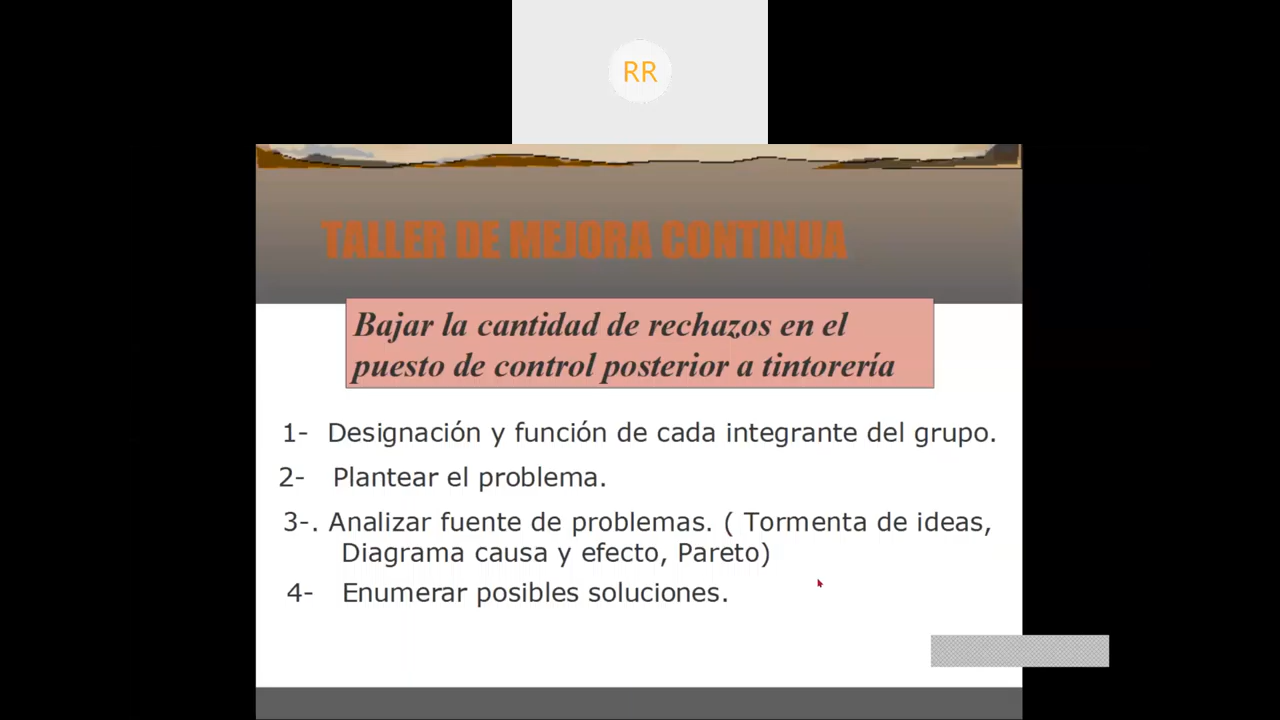 RR
TALLER DE MEJORA CONTINUA
Bajar la cantidad de rechazos en el
puesto de control posterior a tintorería
1- Designación y función de cada integrante del grupo.
2- Plantear el problema.
3-. Analizar fuente de problemas. ( Tormenta de ideas,
Diagrama causa y efecto, Pareto)
4- Enumerar posibles soluciones.